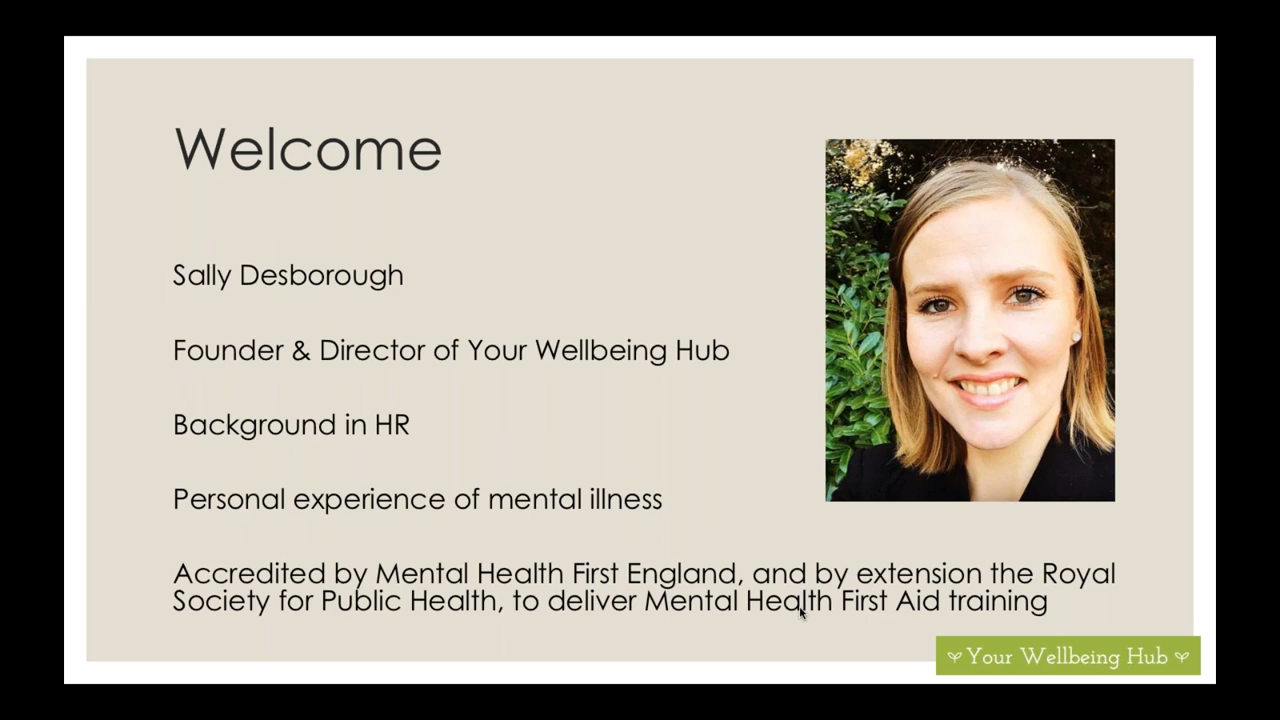 Welcome
Sally Desborough
Founder & Director of Your Wellbeing Hub
Background in HR
Personal experience of mental illness
Accredited by Mental Health First England, and by extension the Royal
Society for Public Health, to deliver Mental Health First Aid training
Your Wellbeing Hub